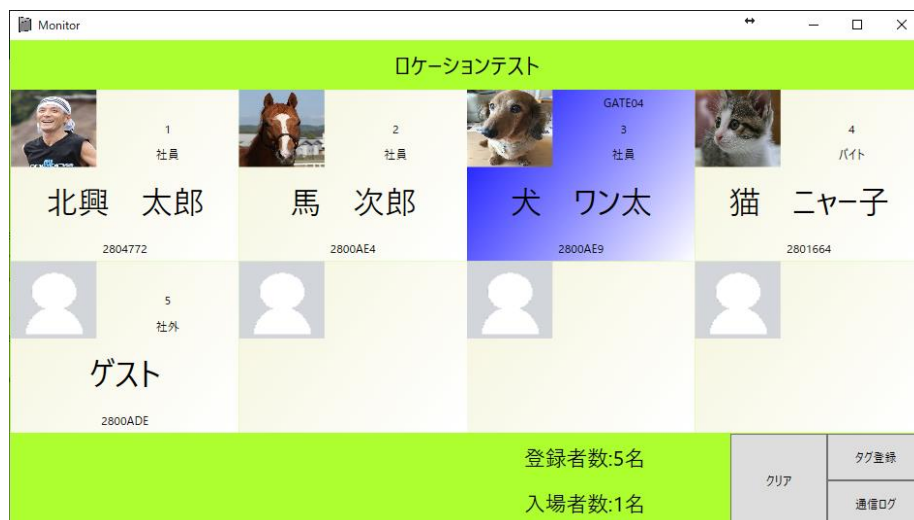 Monitor
ロケーションテスト
1
社員
北興 太郎
2804772
2
社員
馬 次郎
2800AE4
GATE04
3
社員
犬 ワン太
2800AE9
4
バイト
猫 ニャー子
2801664
5
社外
ゲスト
2800ADE
登録者数:5名
入場者数:1名
クリア
タグ登録
通信ログ